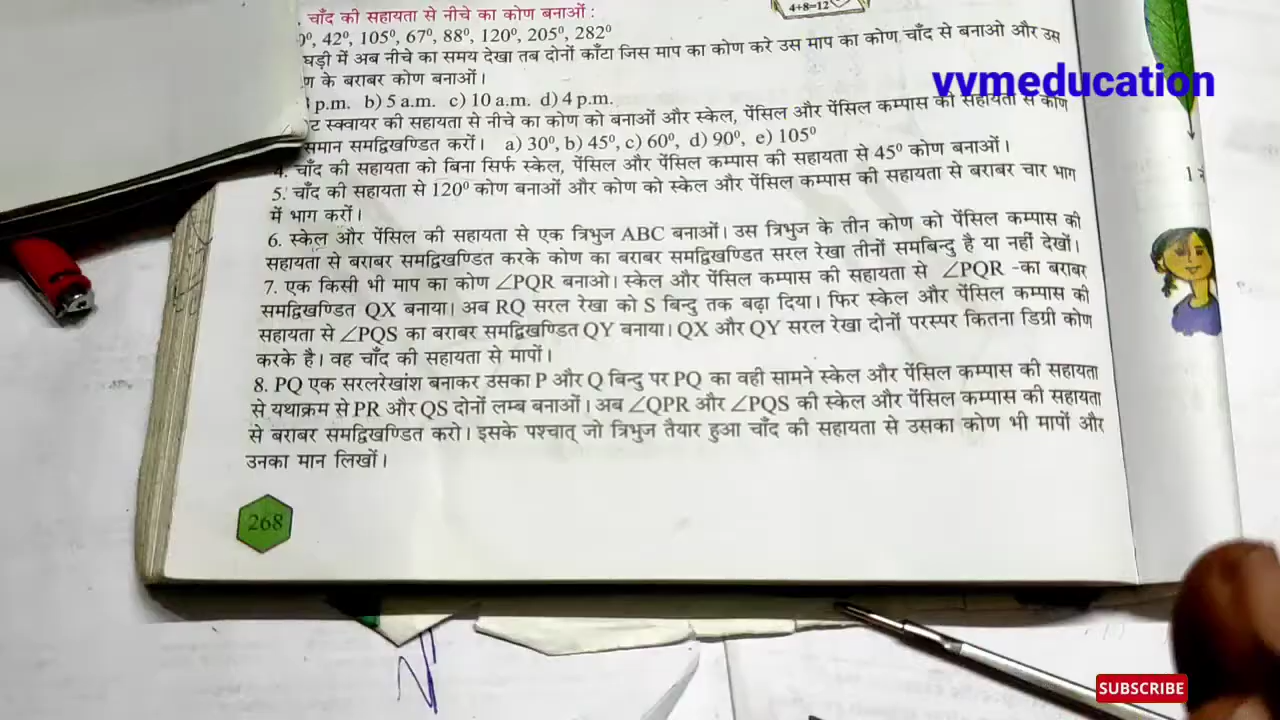 4+8=12
चाँद की सहायता से नीचे का कोण बनाओं :
42⁰, 105⁰, 67⁰, 88⁰, 120⁰, 205⁰, 282⁰
घड़ी में अब नीचे का समय देखा तब दोनों काँटा जिस माप का कोण करे उस माप का कोण चाँद से बनाओ और उस
ण के बराबर कोण बनाओं।
vvmeducation
p.m. b) 5 a.m. c) 10 a.m. d) 4 p.m.
ट स्क्वायर की सहायता से नीचे का कोण को बनाओं और स्केल, पेंसिल और पेंसिल कम्पास की सहायता से कोण
समान समद्विखण्डित करों। a) 30⁰, b) 45⁰, c) 60⁰, d) 90⁰, e) 105⁰
4. चाँद की सहायता को बिना सिर्फ स्केल, पेंसिल और पेंसिल कम्पास की सहायता से 45⁰ कोण बनाओं।
5. चाँद की सहायता से 120⁰ कोण बनाओं और कोण को स्केल और पेंसिल कम्पास की सहायता से बराबर चार भाग
में भाग करों।
6. स्केल और पेंसिल की सहायता से एक त्रिभुज ABC बनाओं। उस त्रिभुज के तीन कोण को पेंसिल कम्पास की
सहायता से बराबर समद्विखण्डित करके कोण का बराबर समद्विखण्डित सरल रेखा तीनों समबिन्दु है या नहीं देखों।
7. एक किसी भी माप का कोण ∠PQR बनाओ। स्केल और पेंसिल कम्पास की सहायता से ∠PQR -का बराबर
समद्विखण्डित QX बनाया। अब RQ सरल रेखा को S बिन्दु तक बढ़ा दिया। फिर स्केल और पेंसिल कम्पास की
सहायता से ∠PQS का बराबर समद्विखण्डित QY बनाया। QX और QY सरल रेखा दोनों परस्पर कितना डिग्री कोण
करके है। वह चाँद की सहायता से मापों।
8. PQ एक सरलरेखांश बनाकर उसका P और Q बिन्दु पर PQ का वही सामने स्केल और पेंसिल कम्पास की सहायता
से यथाक्रम से PR और QS दोनों लम्ब बनाओं। अब ∠QPR और ∠PQS की स्केल और पेंसिल कम्पास की सहायता
से बराबर समद्विखण्डित करो। इसके पश्चात् जो त्रिभुज तैयार हुआ चाँद की सहायता से उसका कोण भी मापों और
उनका मान लिखों।
268
SUBSCRIBE